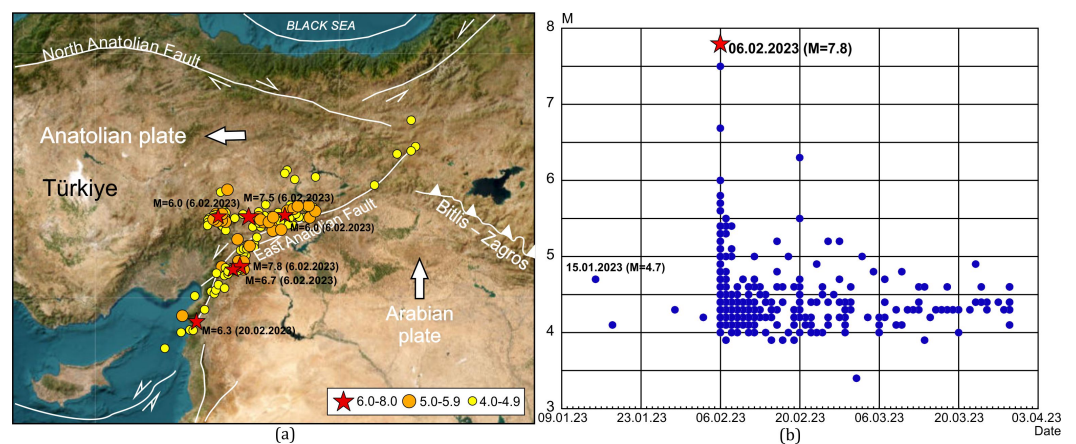 BLACK SEA
North Anatolian Fault
Anatolian plate
Türkiye
M=7.5 (6.02.2023)
M=6.0 (6.02.2023)
M=6.0 (6.02.2023)
East Anatolian Fault
Bitlis - Zagros
M=7.8 (6.02.2023)
M=6.7 (6.02.2023)
Arabian
plate
M=6.3 (20.02.2023)
6.0-8.0 5.0-5.9 4.0-4.9
(a)
M
8
7
6
5
4
3
06.02.2023 (M=7.8)
15.01.2023 (M=4.7)
09.01.23 23.01.23 06.02.23 20.02.23 6.03.23 20.03.23 03.04.23
Date
(b)